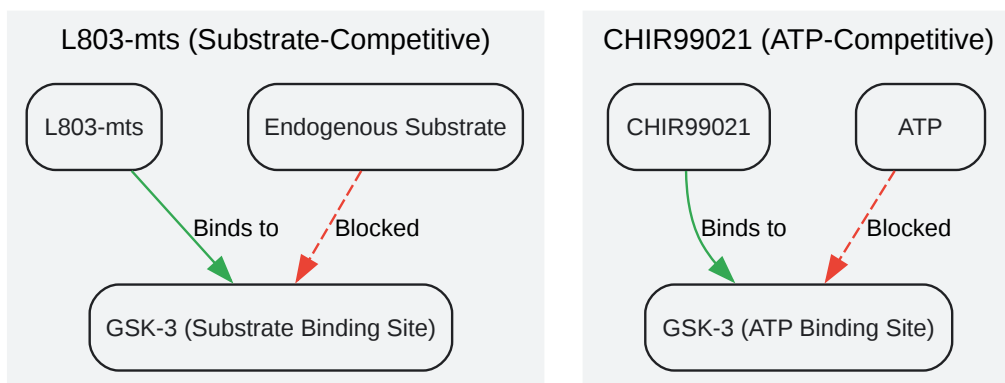 L803-mts (Substrate-Competitive)
L803-mts
Endogenous Substrate
Binds to
Blocked
GSK-3 (Substrate Binding Site)
CHIR99021 (ATP-Competitive)
CHIR99021
ATP
Binds to
Blocked
GSK-3 (ATP Binding Site)